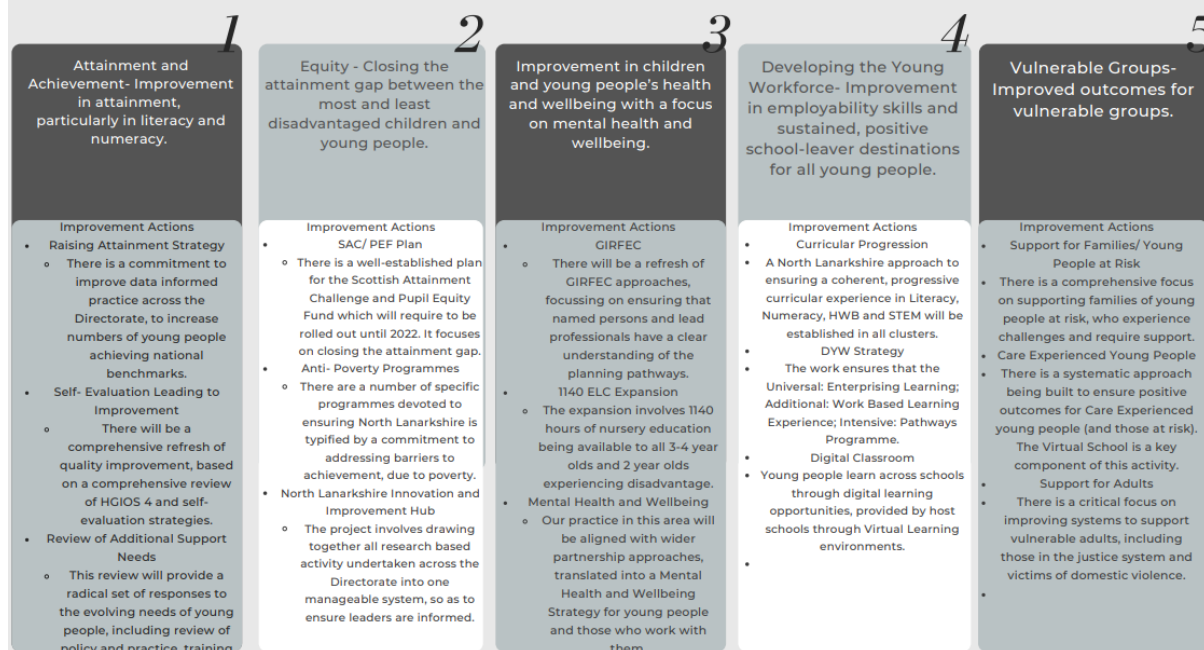 1
Attainment and
Achievement- Improvement
in attainment,
particularly in literacy and
numeracy.
Improvement Actions
• Raising Attainment Strategy
◦ There is a commitment to
improve data informed
practice across the
Directorate, to increase
numbers of young people
achieving national
benchmarks.
• Self- Evaluation Leading to
Improvement
◦ There will be a
comprehensive refresh of
quality improvement, based
on a comprehensive review
of HGIOS 4 and self-
evaluation strategies.
• Review of Additional Support
Needs
◦ This review will provide a
radical set of responses to
the evolving needs of young
people, including review of
policy and practice, training
2
Equity - Closing the
attainment gap between the
most and least
disadvantaged children and
young people.
Improvement Actions
• SAC/ PEF Plan
◦ There is a well-established plan
for the Scottish Attainment
Challenge and Pupil Equity
Fund which will require to be
rolled out until 2022. It focuses
on closing the attainment gap.
• Anti- Poverty Programmes
◦ There are a number of specific
programmes devoted to
ensuring North Lanarkshire is
typified by a commitment to
addressing barriers to
achievement, due to poverty.
• North Lanarkshire Innovation and
Improvement Hub
◦ The project involves drawing
together all research based
activity undertaken across the
Directorate into one
manageable system, so as to
ensure leaders are informed.
3
Improvement in children
and young people's health
and wellbeing with a focus
on mental health and
wellbeing.
Improvement Actions
• GIRFEC
◦ There will be a refresh of
GIRFEC approaches,
focussing on ensuring that
named persons and lead
professionals have a clear
understanding of the
planning pathways.
• 1140 ELC Expansion
◦ The expansion involves 1140
hours of nursery education
being available to all 3-4 year
olds and 2 year olds
experiencing disadvantage.
• Mental Health and Wellbeing
◦ Our practice in this area will
be aligned with wider
partnership approaches,
translated into a Mental
Health and Wellbeing
Strategy for young people
and those who work with
them.
4
Developing the Young
Workforce- Improvement
in employability skills and
sustained, positive
school-leaver destinations
for all young people.
Improvement Actions
• Curricular Progression
• A North Lanarkshire approach to
ensuring a coherent, progressive
curricular experience in Literacy,
Numeracy, HWB and STEM will be
established in all clusters.
• DYW Strategy
• The work ensures that the
Universal: Enterprising Learning;
Additional: Work Based Learning
Experience; Intensive: Pathways
Programme.
• Digital Classroom
• Young people learn across schools
through digital learning
opportunities, provided by host
schools through Virtual Learning
environments.
•
5
Vulnerable Groups-
Improved outcomes for
vulnerable groups.
Improvement Actions
• Support for Families/ Young
People at Risk
• There is a comprehensive focus
on supporting families of young
people at risk, who experience
challenges and require support.
• Care Experienced Young People
• There is a systematic approach
being built to ensure positive
outcomes for Care Experienced
young people (and those at risk).
The Virtual School is a key
component of this activity.
• Support for Adults
• There is a critical focus on
improving systems to support
vulnerable adults, including
those in the justice system and
victims of domestic violence.
•